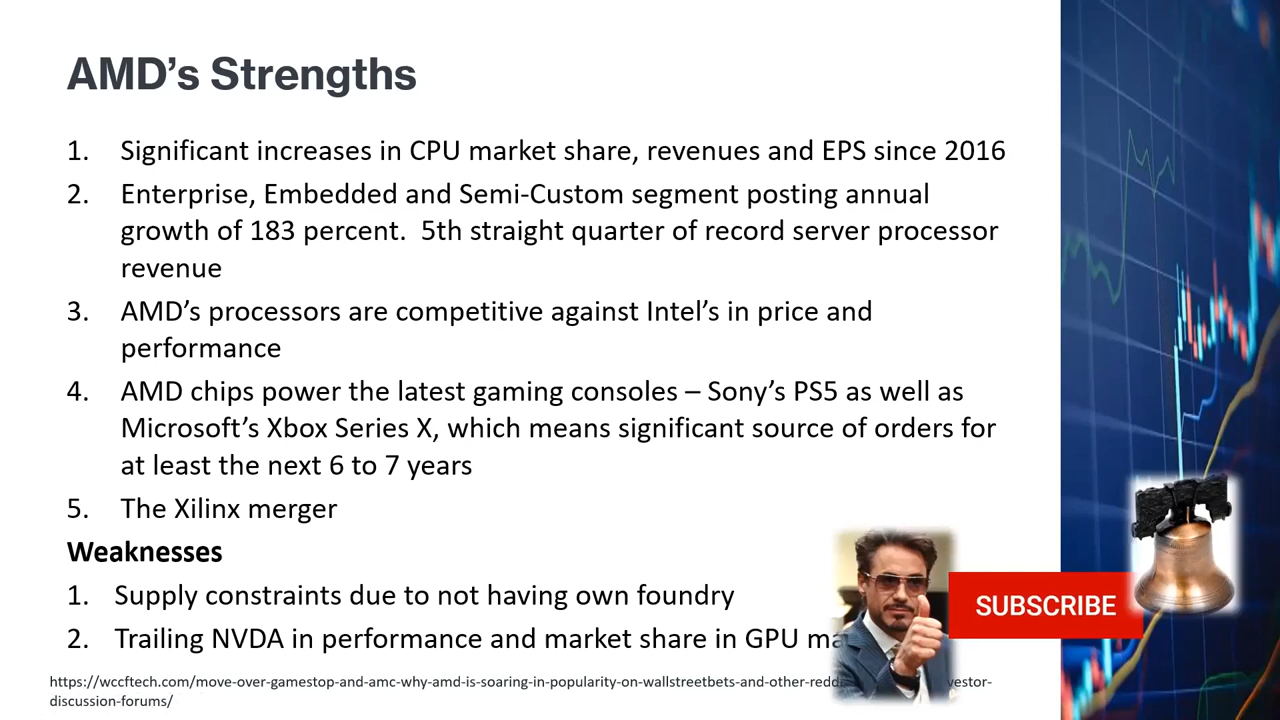 AMD’s Strengths
1. Significant increases in CPU market share, revenues and EPS since 2016
2. Enterprise, Embedded and Semi-Custom segment posting annual
growth of 183 percent.  5th straight quarter of record server processor
revenue
3. AMD’s processors are competitive against Intel’s in price and
performance
4. AMD chips power the latest gaming consoles – Sony’s PS5 as well as
Microsoft’s Xbox Series X, which means significant source of orders for
at least the next 6 to 7 years
5. The Xilinx merger
Weaknesses
1. Supply constraints due to not having own foundry
2. Trailing NVDA in performance and market share in GPU
SUBSCRIBE
https://wccftech.com/move-over-gamestop-and-amc-why-amd-is-soaring-in-popularity-on-wallstreetbets-and-other-redd
discussion-forums/